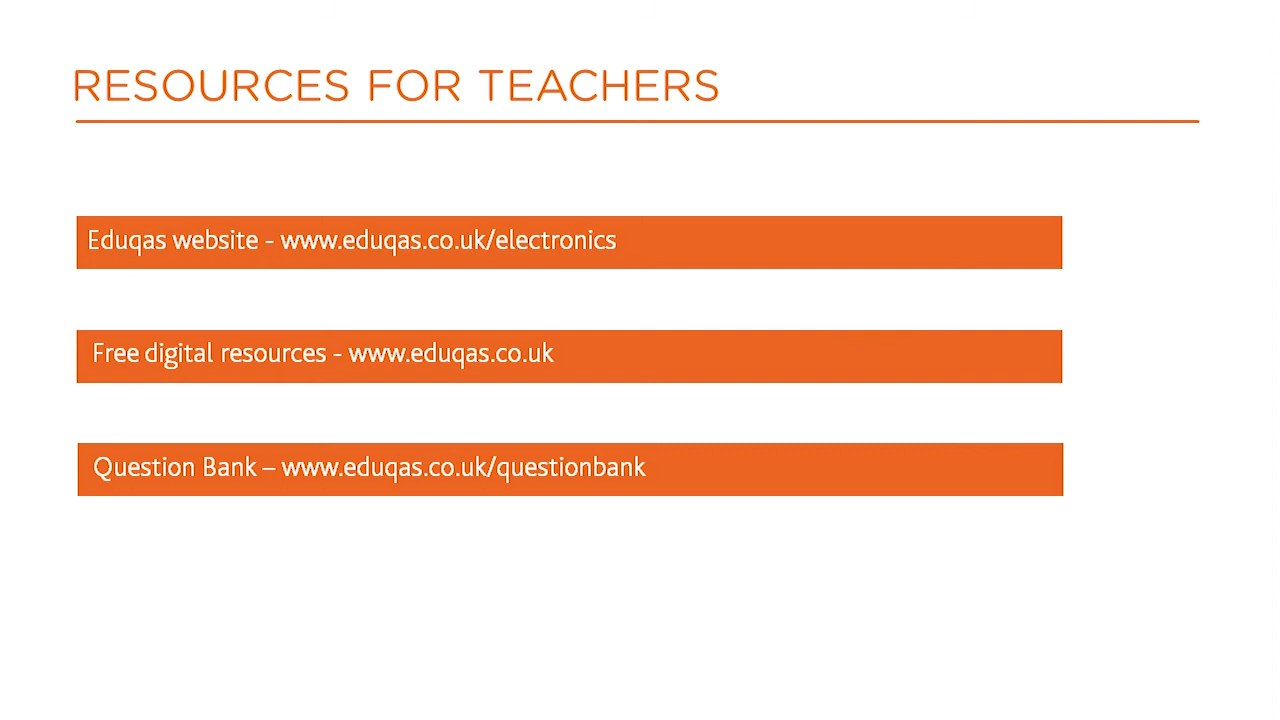 RESOURCES FOR TEACHERS
Eduqas website - www.eduqas.co.uk/electronics
Free digital resources - www.eduqas.co.uk
Question Bank – www.eduqas.co.uk/questionbank